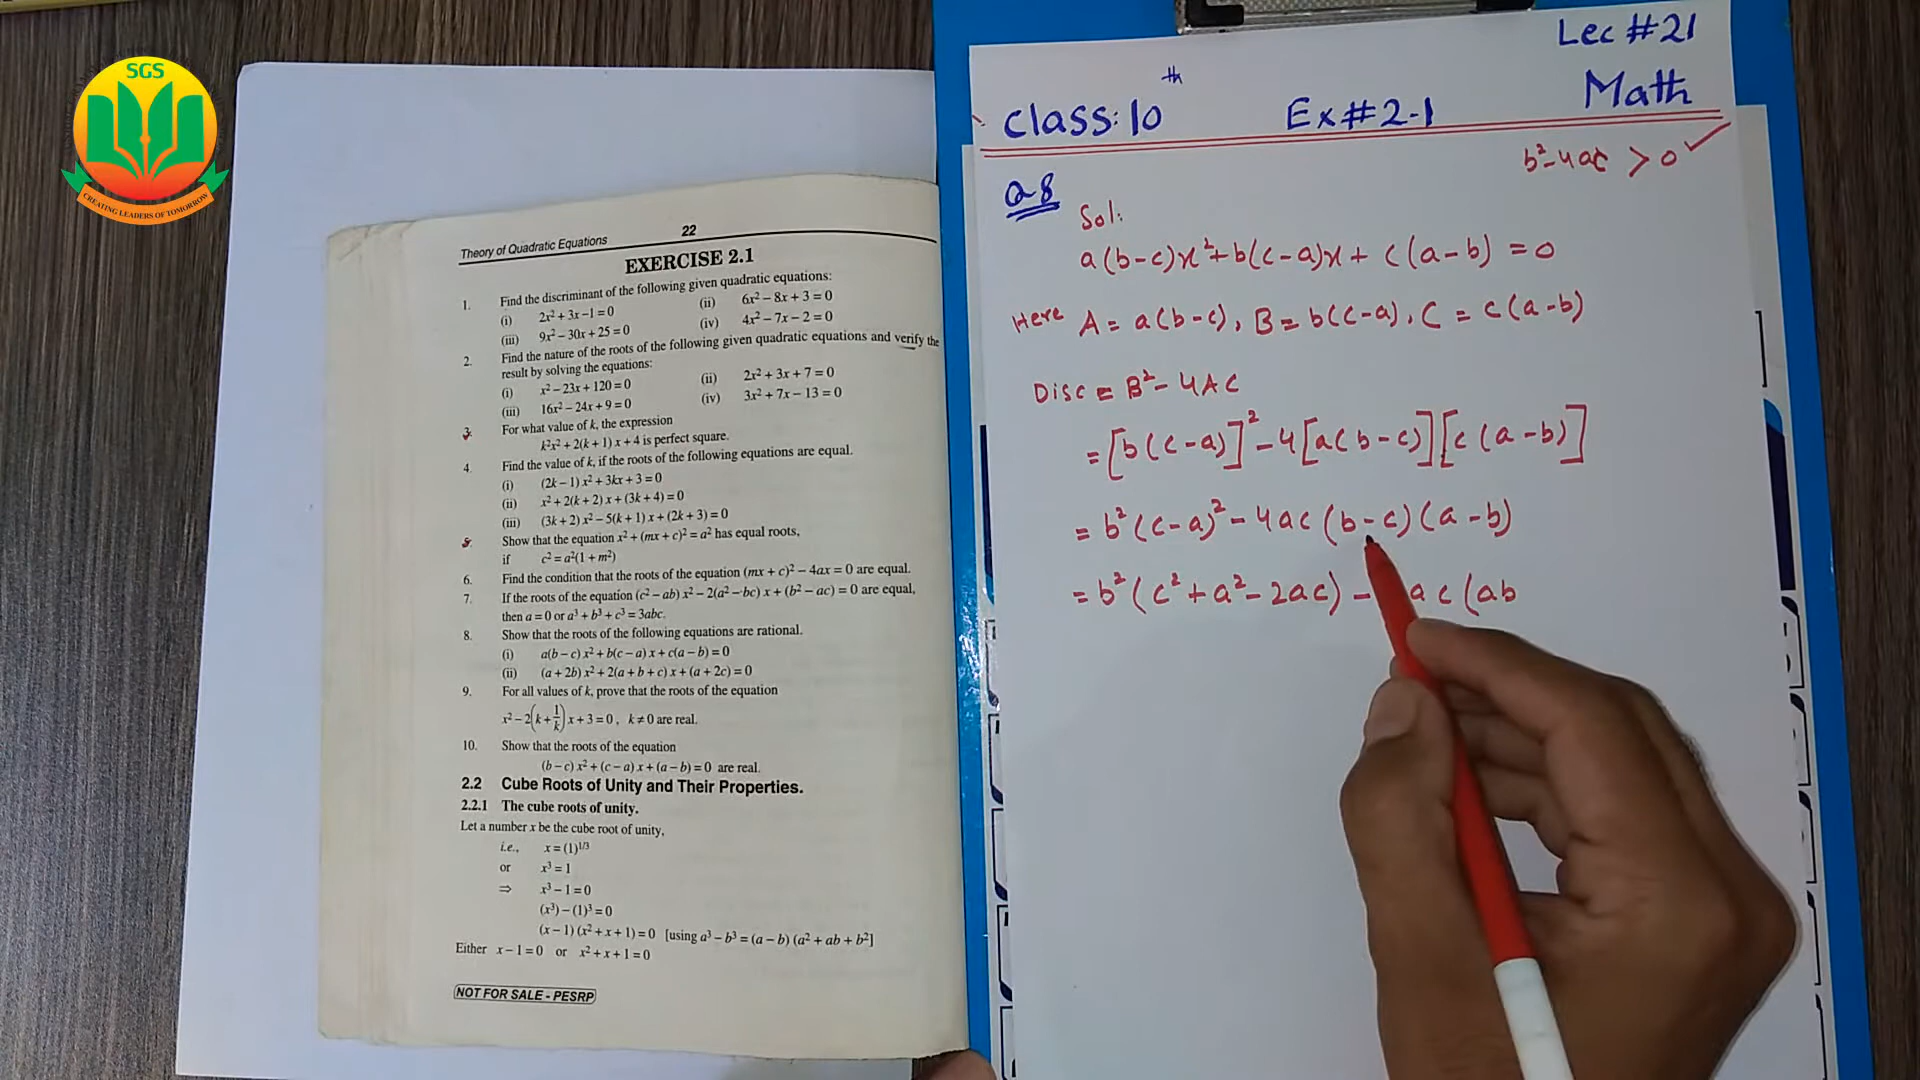 SGS
CREATING LEADERS OF TOMORROW
Theory of Quadratic Equations 22
EXERCISE 2.1
1. Find the discriminant of the following given quadratic equations:
(i) 2x² + 3x – 1 = 0 (ii) 6x² – 8x + 3 = 0
(iii) 9x² – 30x + 25 = 0 (iv) 4x² – 7x – 2 = 0
2. Find the nature of the roots of the following given quadratic equations and verify the
result by solving the equations:
(i) x² – 23x + 120 = 0 (ii) 2x² + 3x + 7 = 0
(iii) 16x² – 24x + 9 = 0 (iv) 3x² + 7x – 13 = 0
3. For what value of k, the expression
k²x² + 2(k + 1) x + 4 is perfect square.
4. Find the value of k, if the roots of the following equations are equal.
(i) (2k – 1) x² + 3kx + 3 = 0
(ii) x² + 2(k + 2) x + (3k + 4) = 0
(iii) (3k + 2) x² – 5(k + 1) x + (2k + 3) = 0
5. Show that the equation x² + (mx + c)² = a² has equal roots,
if c² = a²(1 + m²)
6. Find the condition that the roots of the equation (mx + c)² – 4ax = 0 are equal.
7. If the roots of the equation (c² – ab) x² – 2(a² – bc) x + (b² – ac) = 0 are equal,
then a = 0 or a³ + b³ + c³ = 3abc.
8. Show that the roots of the following equations are rational.
(i) a(b – c) x² + b(c – a) x + c(a – b) = 0
(ii) (a + 2b) x² + 2(a + b + c) x + (a + 2c) = 0
9. For all values of k, prove that the roots of the equation
x² – 2(k + 1/k) x + 3 = 0 , k ≠ 0 are real.
10. Show that the roots of the equation
(b – c) x² + (c – a) x + (a – b) = 0 are real.
2.2 Cube Roots of Unity and Their Properties.
2.2.1 The cube roots of unity.
Let a number x be the cube root of unity,
i.e., x = (1)^1/3
or x³ = 1
⇒ x³ – 1 = 0
(x³) – (1)³ = 0
(x – 1) (x² + x + 1) = 0 [using a³ – b³ = (a – b) (a² + ab + b²]
Either x – 1 = 0 or x² + x + 1 = 0
NOT FOR SALE - PESRP
Lec #21
Class: 10th Ex# 2.1 Math
b² - 4ac > 0 ✓
Q-8
Sol:
a(b-c)x² + b(c-a)x + c(a-b) = 0
Here A = a(b-c), B = b(c-a), C = c(a-b)
Disc = B² - 4AC
= [b(c-a)]² - 4[a(b-c)][c(a-b)]
= b²(c-a)² - 4ac(b-c)(a-b)
= b²(c² + a² - 2ac) - ac(ab